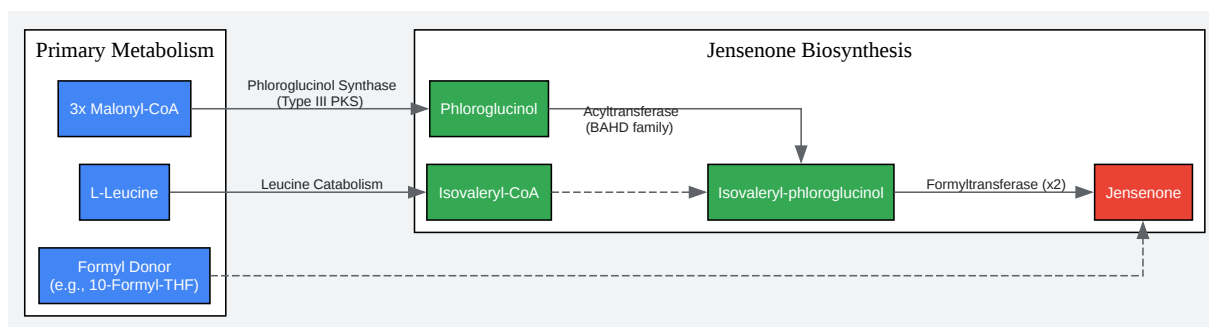 Primary Metabolism
Jensenone Biosynthesis
3x Malonyl-CoA
Phloroglucinol Synthase
(Type III PKS)
Phloroglucinol
Acyltransferase
(BAHD family)
L-Leucine
Leucine Catabolism
Isovaleryl-CoA
Isovaleryl-phloroglucinol
Formyltransferase (x2)
Jensenone
Formyl Donor
(e.g., 10-Formyl-THF)